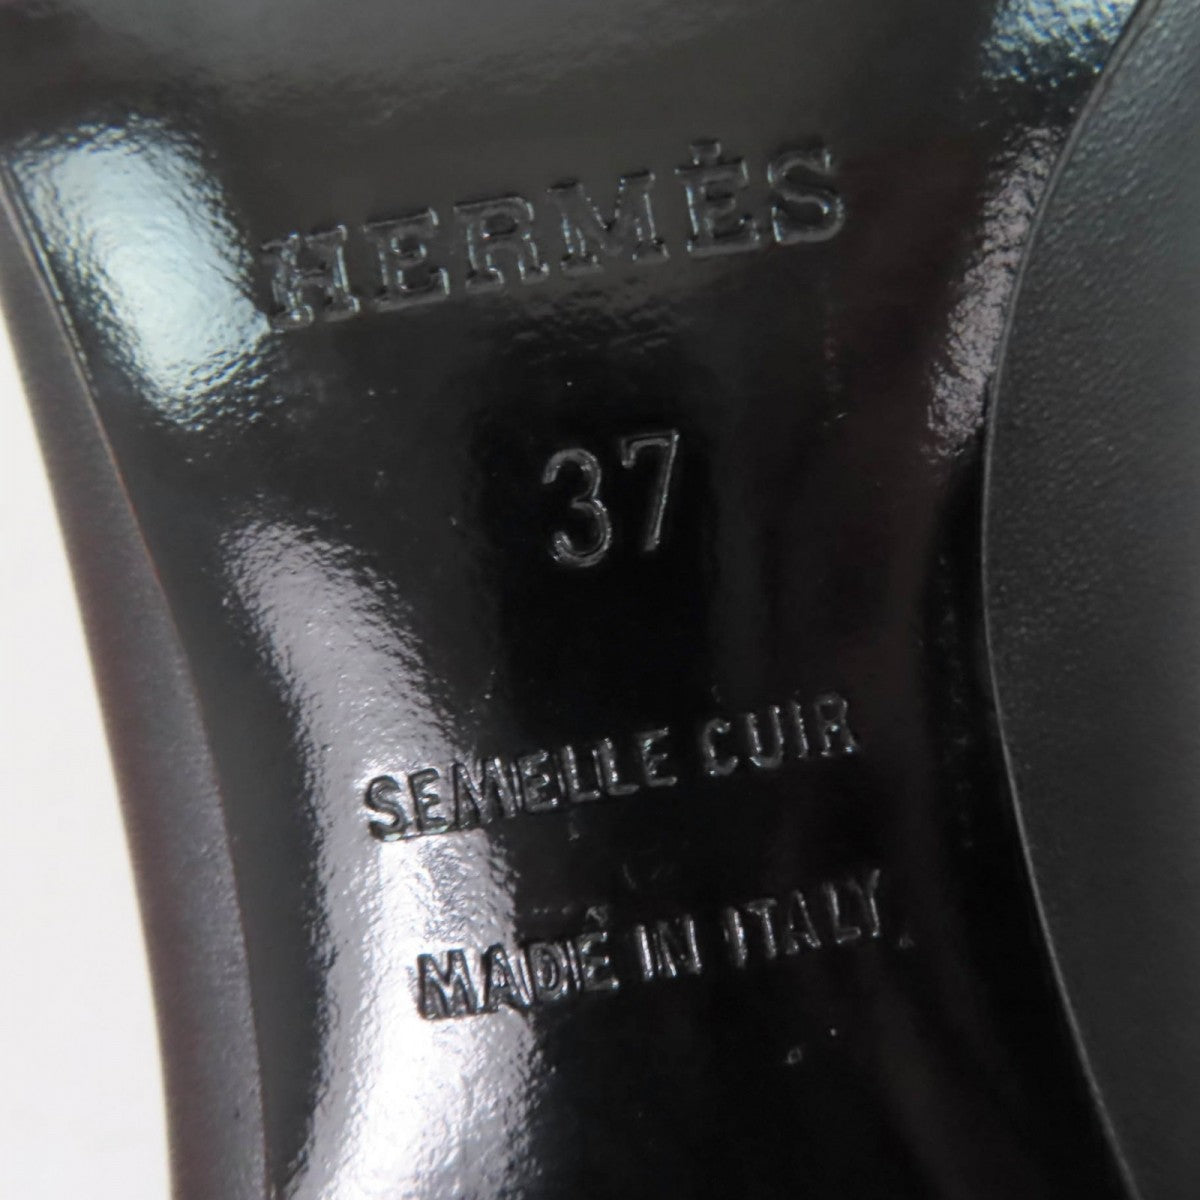 HERMÈS
37
SEMELLE CUIR
MADE IN ITALY